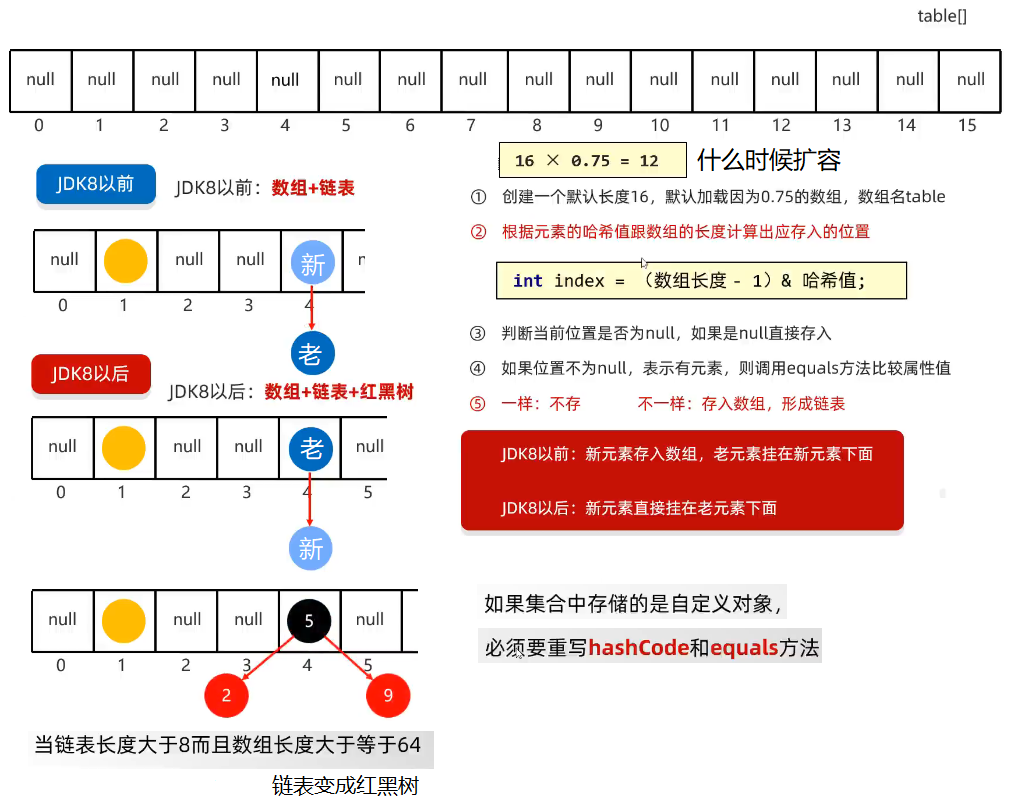 table[]
null null null null null null null null null null null null null null null null
0 1 2 3 4 5 6 7 8 9 10 11 12 13 14 15
16 × 0.75 = 12 什么时候扩容
① 创建一个默认长度16，默认加载因为0.75的数组，数组名table
② 根据元素的哈希值跟数组的长度计算出应存入的位置
int index = （数组长度 - 1）& 哈希值;
③ 判断当前位置是否为null，如果是null直接存入
④ 如果位置不为null，表示有元素，则调用equals方法比较属性值
⑤ 一样：不存 不一样：存入数组，形成链表
JDK8以前：新元素存入数组，老元素挂在新元素下面
JDK8以后：新元素直接挂在老元素下面
如果集合中存储的是自定义对象，
必须要重写hashCode和equals方法
JDK8以前
JDK8以前：数组+链表
null null null 新
0 1 2 3 4
老
JDK8以后
JDK8以后：数组+链表+红黑树
null null null 老 null
0 1 2 3 4 5
新
null null null 5 null
0 1 2 3 4 5
2 9
当链表长度大于8而且数组长度大于等于64
链表变成红黑树